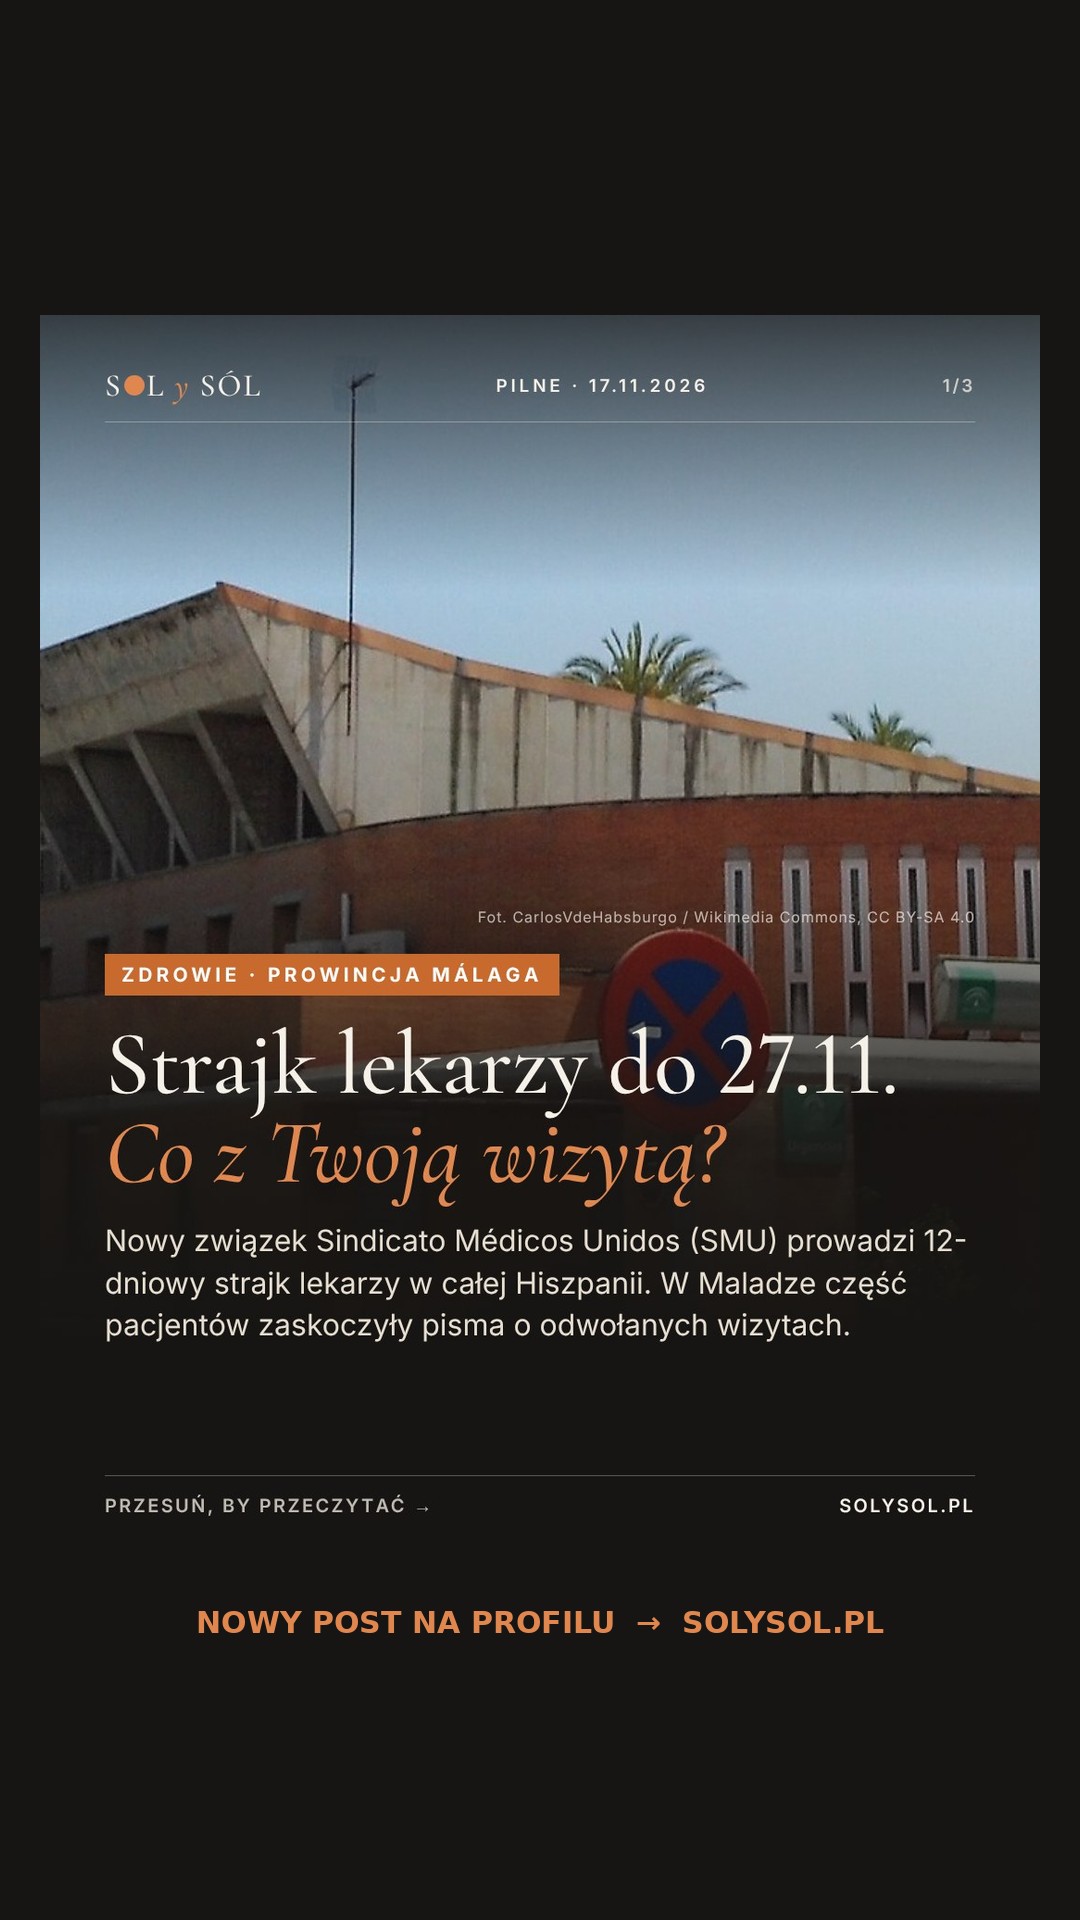 SOL y SÓL
PILNE · 17.11.2026
1/3
Fot. CarlosVdeHabsburgo / Wikimedia Commons, CC BY-SA 4.0
ZDROWIE · PROWINCJA MÁLAGA
Strajk lekarzy do 27.11.
Co z Twoją wizytą?
Nowy związek Sindicato Médicos Unidos (SMU) prowadzi 12-
dniowy strajk lekarzy w całej Hiszpanii. W Maladze część
pacjentów zaskoczyły pisma o odwołanych wizytach.
PRZESUŃ, BY PRZECZYTAĆ →
SOLYSOL.PL
NOWY POST NA PROFILU → SOLYSOL.PL